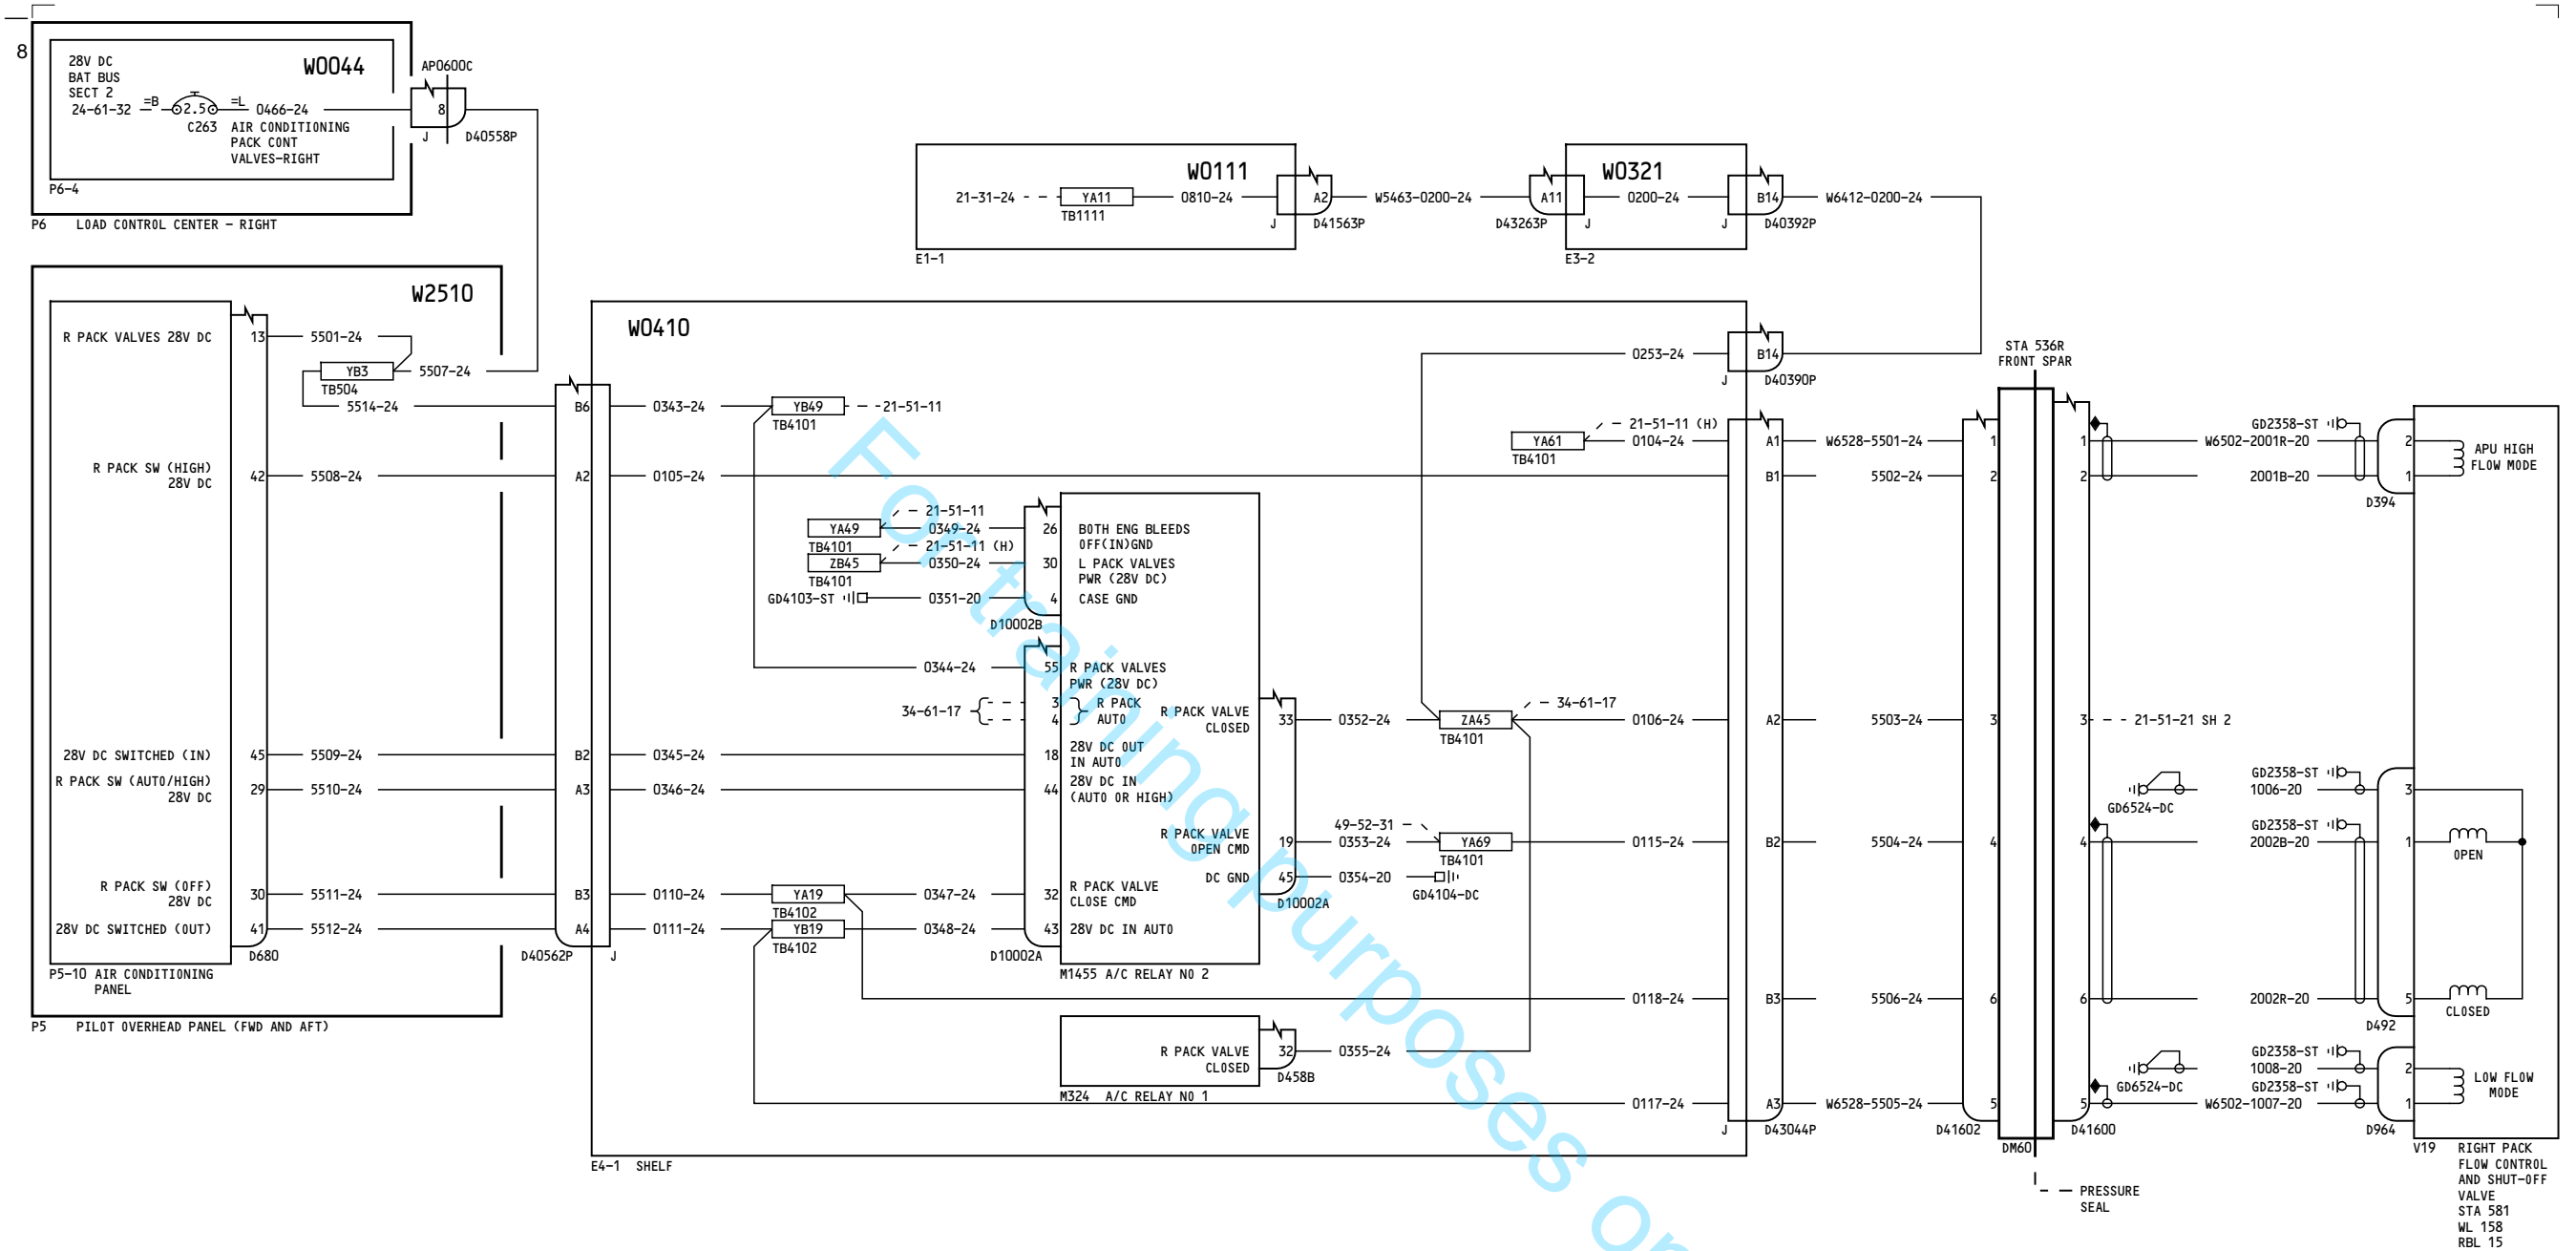 8
28V DC
BAT BUS
SECT 2
24-61-32
=B
2.5
=L
0466-24
C263
AIR CONDITIONING
PACK CONT
VALVES-RIGHT
W0044
P6-4
P6 LOAD CONTROL CENTER - RIGHT
AP0600C
8
J
D40558P
W0111
21-31-24
YA11
TB1111
0810-24
A2
J
D41563P
E1-1
W5463-0200-24
A11
D43263P
J
W0321
0200-24
B14
J
D40392P
E3-2
W6412-0200-24
W2510
R PACK VALVES 28V DC
13
5501-24
YB3
TB504
5507-24
5514-24
R PACK SW (HIGH)
28V DC
42
5508-24
28V DC SWITCHED (IN)
45
5509-24
R PACK SW (AUTO/HIGH)
28V DC
29
5510-24
R PACK SW (OFF)
28V DC
30
5511-24
28V DC SWITCHED (OUT)
41
5512-24
D680
P5-10 AIR CONDITIONING
PANEL
P5 PILOT OVERHEAD PANEL (FWD AND AFT)
B6
A2
B2
A3
B3
A4
D40562P
J
W0410
0343-24
YB49
TB4101
21-51-11
0105-24
YA49
TB4101
21-51-11
0349-24
ZB45
TB4101
21-51-11 (H)
0350-24
GD4103-ST
0351-20
26
BOTH ENG BLEEDS
OFF(IN)GND
30
L PACK VALVES
PWR (28V DC)
4
CASE GND
D10002B
0344-24
55
R PACK VALVES
PWR (28V DC)
34-61-17
3
4
R PACK
AUTO
0345-24
18
28V DC OUT
IN AUTO
0346-24
44
28V DC IN
(AUTO OR HIGH)
0110-24
YA19
TB4102
0347-24
32
R PACK VALVE
CLOSE CMD
0111-24
YB19
TB4102
0348-24
43
28V DC IN AUTO
D10002A
M1455 A/C RELAY NO 2
R PACK VALVE
CLOSED
33
0352-24
R PACK VALVE
OPEN CMD
19
0353-24
DC GND
45
0354-20
D10002A
GD4104-DC
49-52-31
YA69
TB4101
ZA45
TB4101
34-61-17
R PACK VALVE
CLOSED
32
D458B
0355-24
M324 A/C RELAY NO 1
E4-1 SHELF
0253-24
B14
J
D40390P
YA61
TB4101
21-51-11 (H)
0104-24
0106-24
0115-24
0118-24
0117-24
A1
B1
A2
B2
B3
A3
J
D43044P
W6528-5501-24
5502-24
5503-24
5504-24
5506-24
W6528-5505-24
STA 536R
FRONT SPAR
1
2
3
4
6
5
D41602
DM60
1
2
3
4
6
5
D41600
PRESSURE
SEAL
21-51-21 SH 2
GD2358-ST
W6502-2001R-20
2001B-20
2
1
D394
APU HIGH
FLOW MODE
GD6524-DC
GD2358-ST
1006-20
GD2358-ST
2002B-20
2002R-20
3
1
5
D492
OPEN
CLOSED
GD6524-DC
GD2358-ST
1008-20
GD2358-ST
W6502-1007-20
2
1
D964
LOW FLOW
MODE
V19 RIGHT PACK
FLOW CONTROL
AND SHUT-OFF
VALVE
STA 581
WL 158
RBL 15
For training purposes on